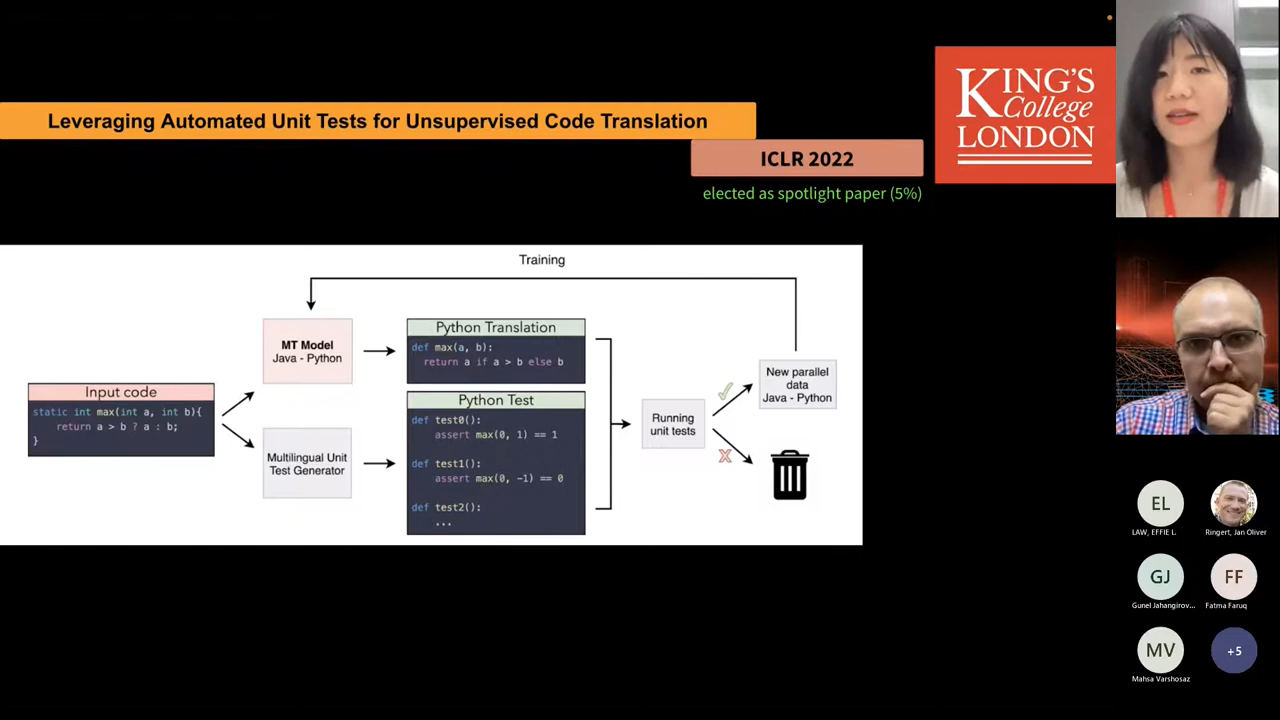 Leveraging Automated Unit Tests for Unsupervised Code Translation
ICLR 2022
elected as spotlight paper (5%)
KING'S
College
LONDON
Training
MT Model
Java - Python
Python Translation
def max(a, b):
return a if a > b else b
Input code
static int max(int a, int b){
return a > b ? a : b;
}
Multilingual Unit
Test Generator
Python Test
def test0():
assert max(0, 1) == 1
def test1():
assert max(0, -1) == 0
def test2():
...
Running
unit tests
New parallel
data
Java - Python
EL
LAW, EFFIE L.
Ringert, Jan Oliver
GJ
Gunel Jahangirov...
FF
Fatma Faruq
MV
Mahsa Varshosaz
+5